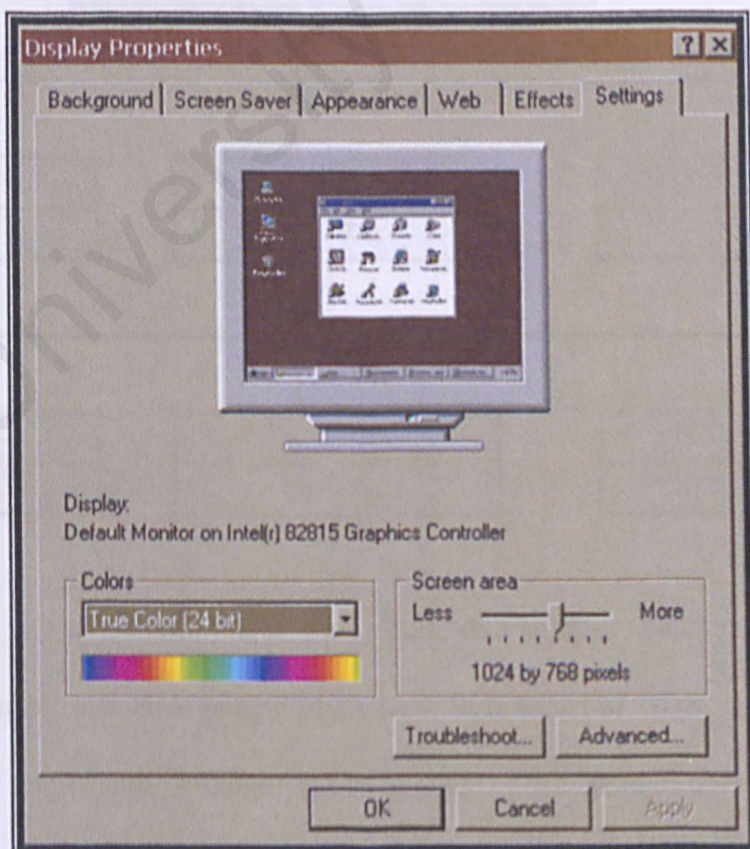 Display Properties
? ×
Background Screen Saver Appearance Web Effects Settings
Display:
Default Monitor on Intel(r) 82815 Graphics Controller
Colors
True Color (24 bit)
Screen area
Less More
1024 by 768 pixels
Troubleshoot... Advanced...
OK Cancel Apply
University